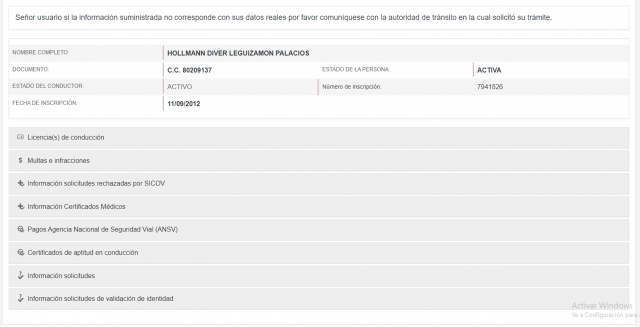 Señor usuario si la información suministrada no corresponde con sus datos reales por favor comuníquese con la autoridad de tránsito en la cual solicitó su trámite.
NOMBRE COMPLETO: HOLLMANN DIVER LEGUIZAMON PALACIOS
DOCUMENTO: C.C. 80209137 ESTADO DE LA PERSONA: ACTIVA
ESTADO DEL CONDUCTOR: ACTIVO Número de inscripción: 7941826
FECHA DE INSCRIPCIÓN: 11/09/2012
Licencia(s) de conducción
Multas e infracciones
Información solicitudes rechazadas por SICOV
Información Certificados Médicos
Pagos Agencia Nacional de Seguridad Vial (ANSV)
Certificados de aptitud en conducción
Información solicitudes
Información solicitudes de validación de identidad
Activar Windows
Ve a Configuración para